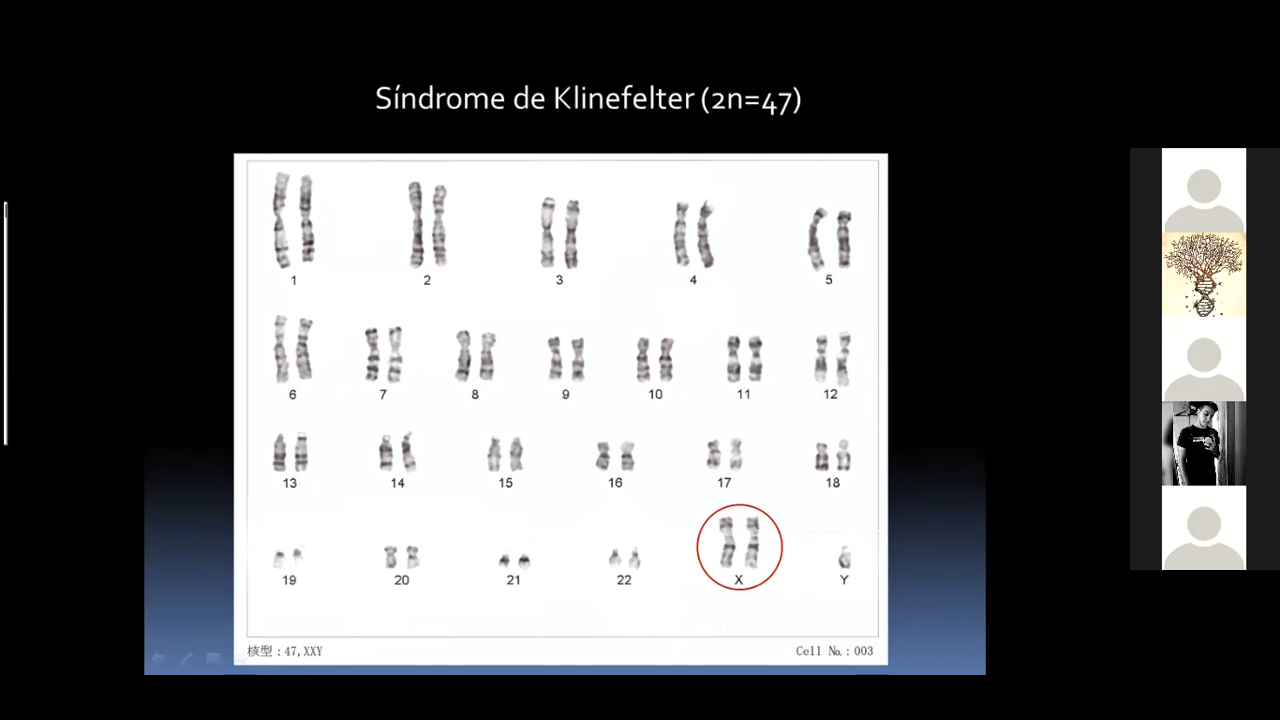 Síndrome de Klinefelter (2n=47)
1 2 3 4 5
6 7 8 9 10 11 12
13 14 15 16 17 18
19 20 21 22 X Y
核型：47,XXY Cell №.：003